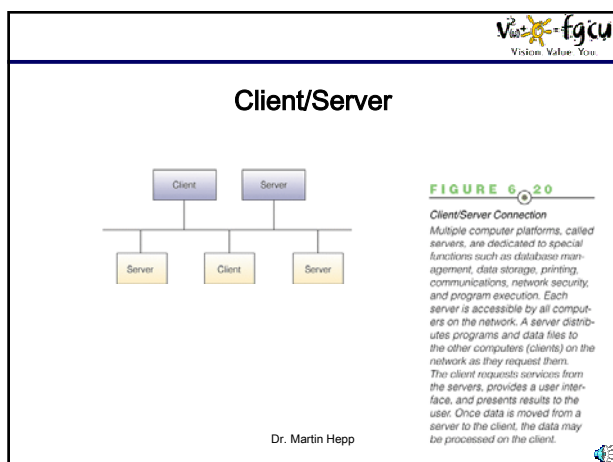 fgcu
Vision. Value. You.
Client/Server
Client
Server
Server
Client
Server
FIGURE 6 20
Client/Server Connection
Multiple computer platforms, called
servers, are dedicated to special
functions such as database man-
agement, data storage, printing,
communications, network security,
and program execution. Each
server is accessible by all comput-
ers on the network. A server distrib-
utes programs and data files to
the other computers (clients) on the
network as they request them.
The client requests services from
the servers, provides a user inter-
face, and presents results to the
user. Once data is moved from a
server to the client, the data may
be processed on the client.
Dr. Martin Hepp